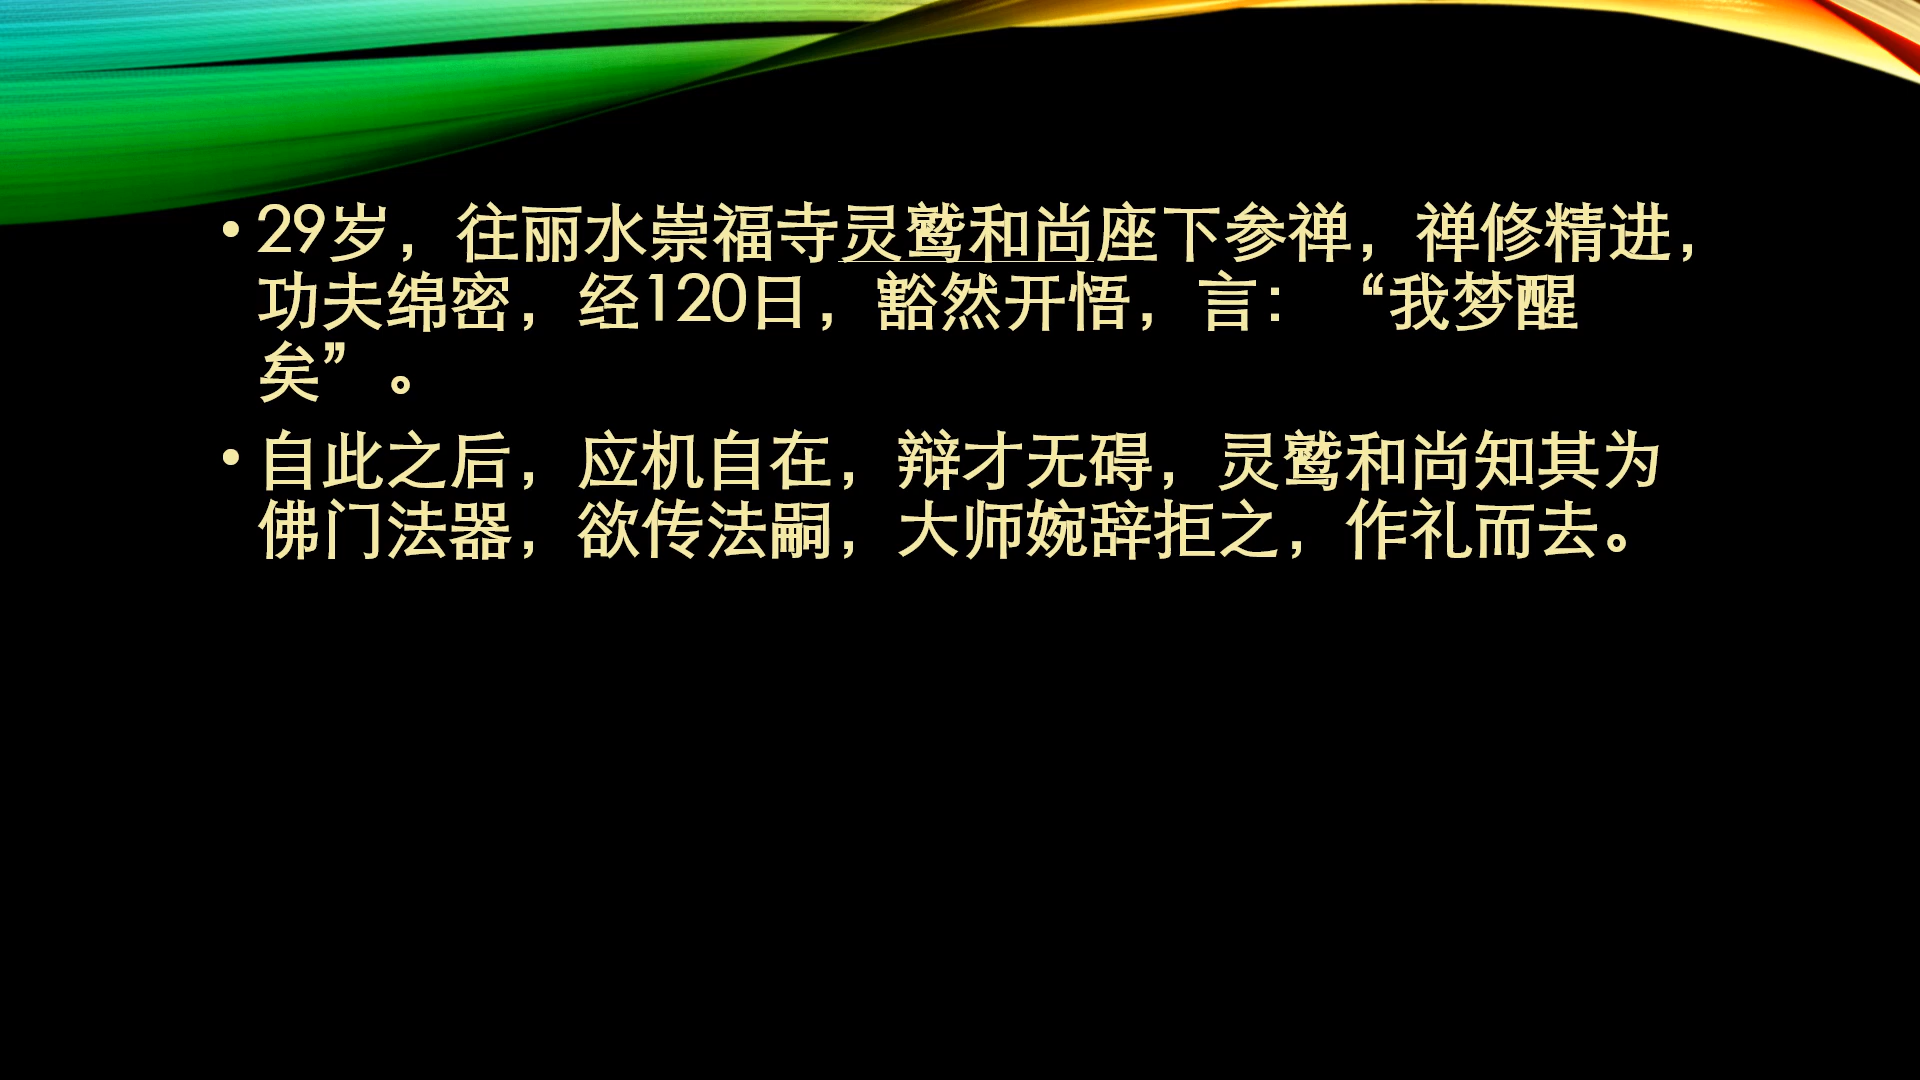 • 29岁，往丽水崇福寺灵鹫和尚座下参禅，禅修精进，
功夫绵密，经120日，豁然开悟，言：“我梦醒
矣”。
• 自此之后，应机自在，辩才无碍，灵鹫和尚知其为
佛门法器，欲传法嗣，大师婉辞拒之，作礼而去。